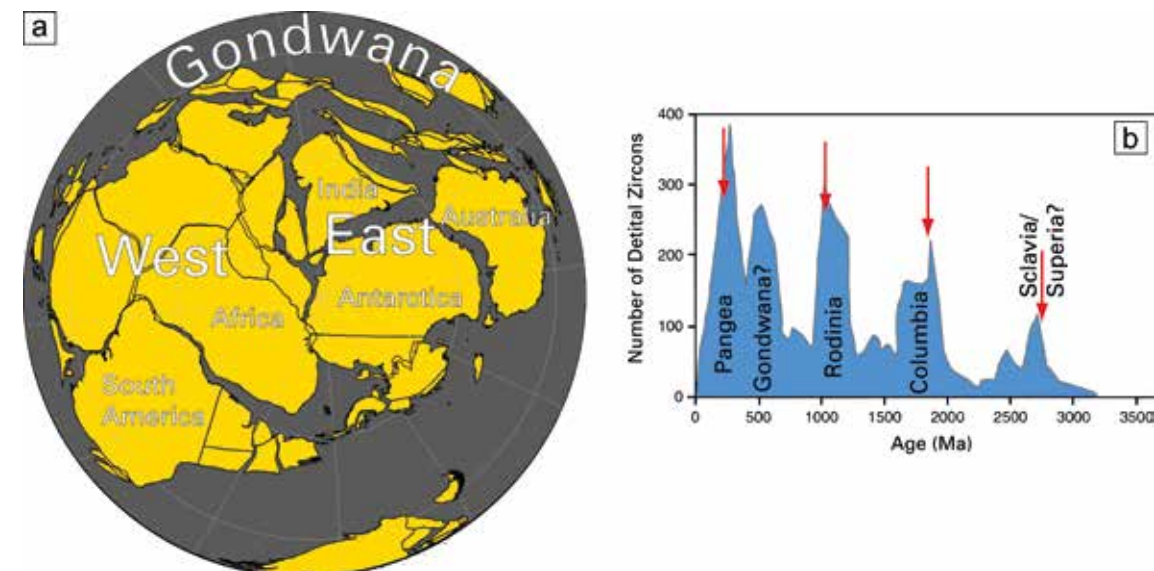 a
Gondwana
India
East
Australia
West
Antarotica
Africa
South
America
b
Number of Detital Zircons
400
300
200
100
0
Pangea
Gondwana?
Rodinia
Columbia
Sclavia/
Superia?
0 500 1000 1500 2000 2500 3000 3500
Age (Ma)